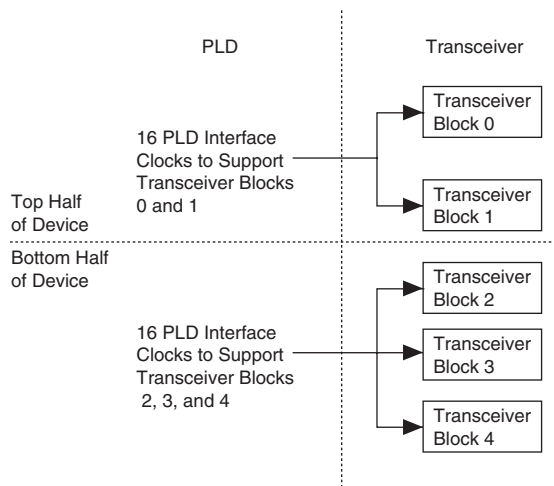 PLD
Transceiver
Transceiver
Block 0
16 PLD Interface
Clocks to Support
Transceiver Blocks
0 and 1
Transceiver
Block 1
Top Half
of Device
Bottom Half
of Device
Transceiver
Block 2
16 PLD Interface
Clocks to Support
Transceiver Blocks
2, 3, and 4
Transceiver
Block 3
Transceiver
Block 4